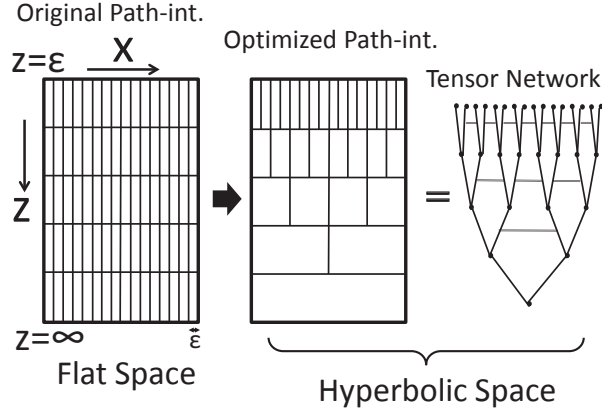 Original Path-int.
Optimized Path-int.
z=ε
X
Tensor Network
Z
=
z=∞
ε
Flat Space
Hyperbolic Space